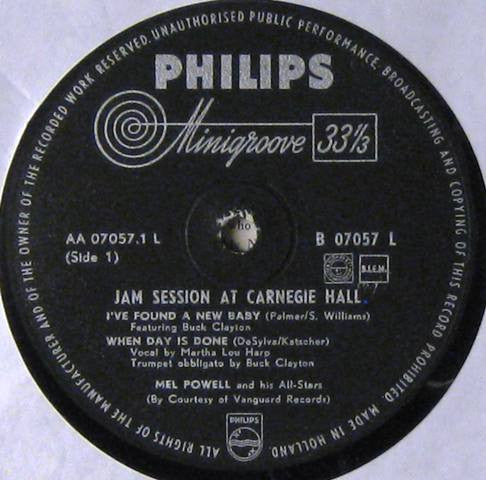 ALL RIGHTS OF THE MANUFACTURER AND OF THE OWNER OF THE RECORDED WORK RESERVED. UNAUTHORISED PUBLIC PERFORMANCE, BROADCASTING AND COPYING OF THIS RECORD PROHIBITED. MADE IN HOLLAND.
PHILIPS
Minigroove 33⅓
AA 07057.1 L
(Side 1)
B 07057 L
B.I.E.M.
JAM SESSION AT CARNEGIE HALL.
I'VE FOUND A NEW BABY (Palmer/S. Williams)
Featuring Buck Clayton
WHEN DAY IS DONE (DeSylva/Katscher)
Vocal by Martha Lou Harp
Trumpet obbligato by Buck Clayton
MEL POWELL and his All-Stars
(By Courtesy of Vanguard Records)
PHILIPS